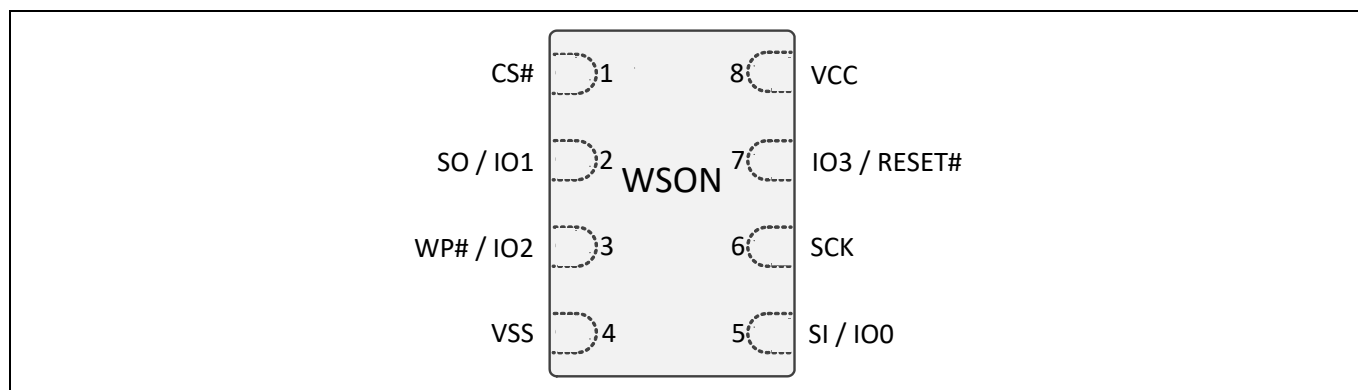 CS# 1 8 VCC
SO / IO1 2 7 IO3 / RESET#
WSON
WP# / IO2 3 6 SCK
VSS 4 5 SI / IO0